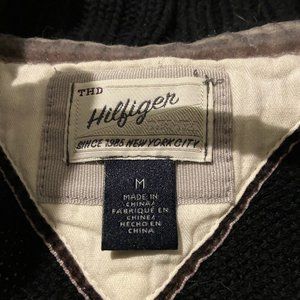 THD
Hilfiger
SINCE 1985 NEW YORK CITY
M
MADE IN
CHINA/
FABRIQUÉ EN
CHINE/
HECHO EN
CHINA